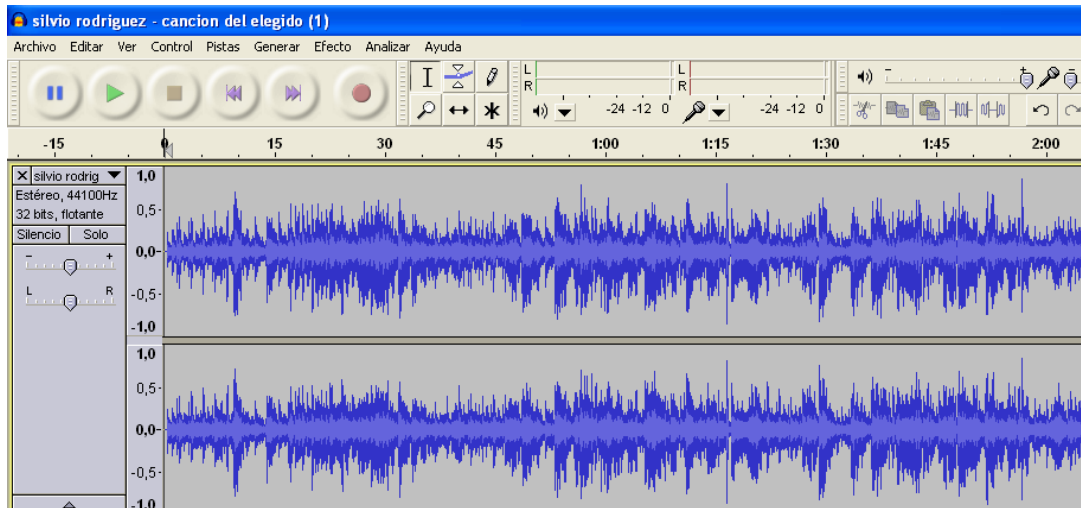 silvio rodriguez - cancion del elegido (1)
Archivo Editar Ver Control Pistas Generar Efecto Analizar Ayuda
L
R
-24 -12 0
L
R
-24 -12 0
-15 0 15 30 45 1:00 1:15 1:30 1:45 2:00
silvio rodrig
Estéreo, 44100Hz
32 bits, flotante
Silencio Solo
- +
L R
1,0
0,5
0,0
-0,5
-1,0
1,0
0,5
0,0
-0,5
-1,0